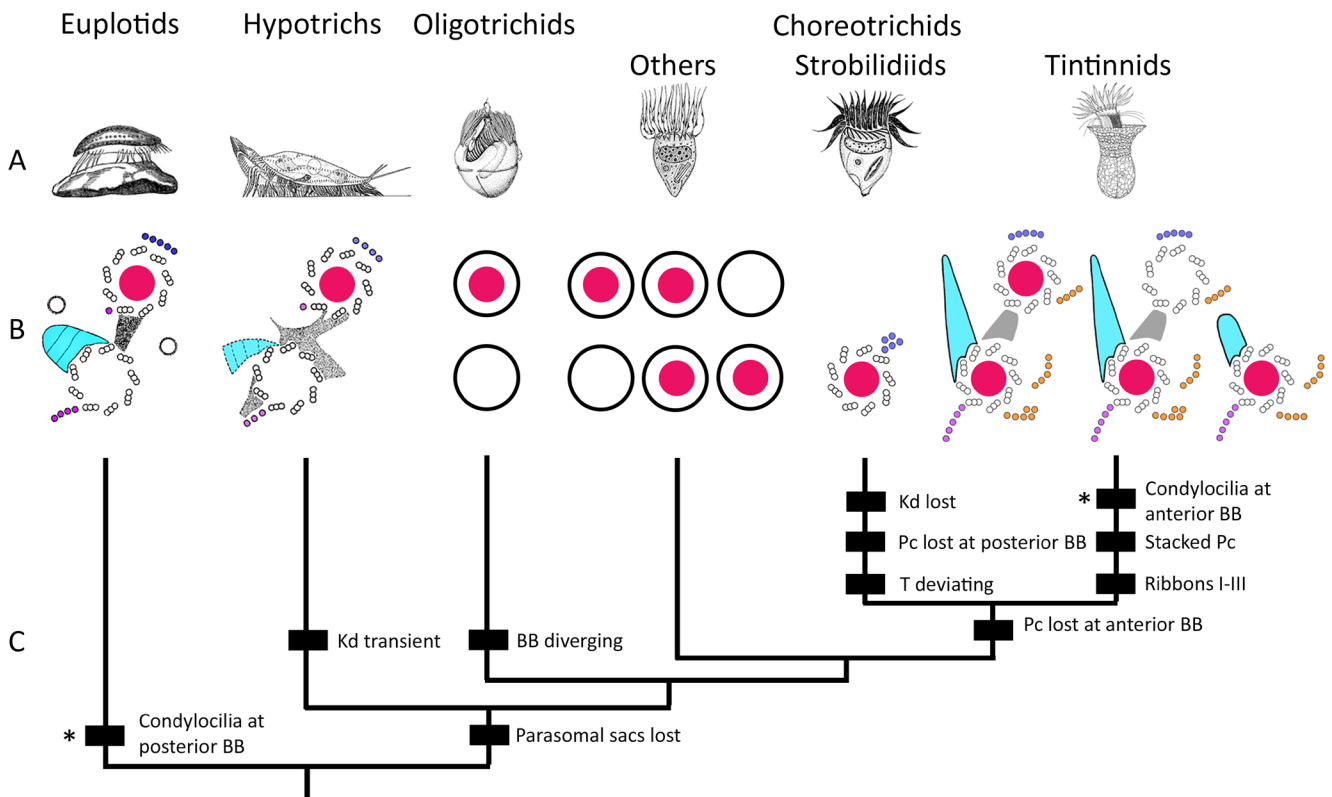 Euplotids
Hypotrichs
Oligotrichids
Choreotrichids
Others
Strobilidiids
Tintinnids
A
B
C
Kd lost
Pc lost at posterior BB
T deviating
*
Condylocilia at
anterior BB
Stacked Pc
Ribbons I-III
Pc lost at anterior BB
Kd transient
BB diverging
*
Condylocilia at
posterior BB
Parasomal sacs lost